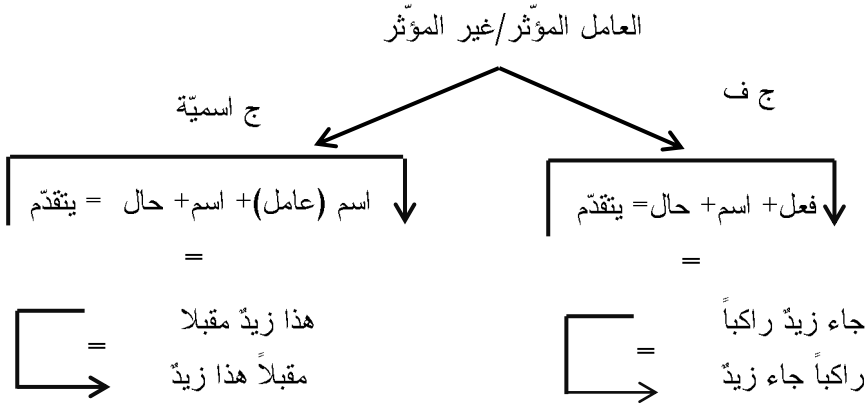 العامل المؤثّر/غير المؤثّر
ج ف
ج اسميّة
فعل+ اسم+ حال= يتقدّم
اسم (عامل)+ اسم+ حال = يتقدّم
=
=
جاء زيدٌ راكباً
=
راكباً جاء زيدٌ
هذا زيدٌ مقبلا
=
مقبلاً هذا زيدٌ